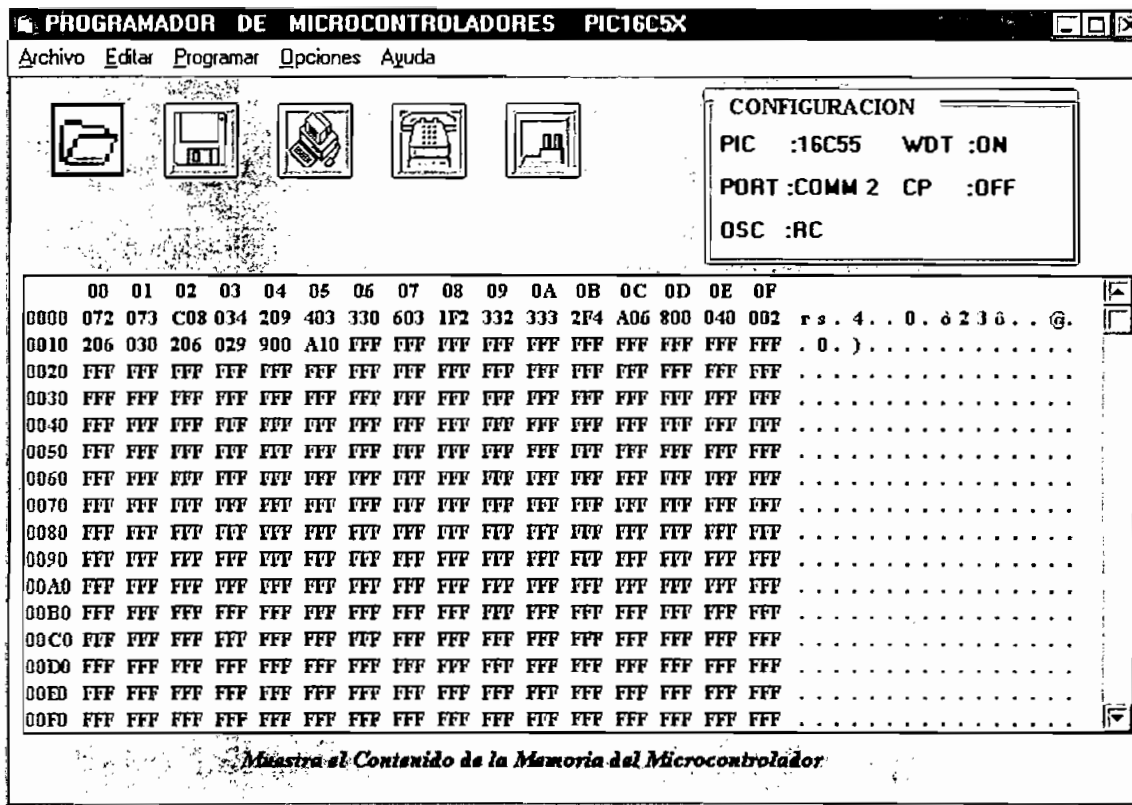 PROGRAMADOR DE MICROCONTROLADORES PIC16C5X
Archivo Editar Programar Opciones Ayuda
CONFIGURACION
PIC :16C55 WDT :ON
PORT :COMM 2 CP :OFF
OSC :RC
00 01 02 03 04 05 06 07 08 09 0A 0B 0C 0D 0E 0F
0000 072 073 C08 034 209 403 330 603 1F2 332 333 2F4 A06 800 040 002 r s . 4 . . 0 . ò 2 3 ô . . @ .
0010 206 030 206 029 900 A10 FFF FFF FFF FFF FFF FFF FFF FFF FFF FFF . 0 . ) . . . . . . . . . . . .
0020 FFF FFF FFF FFF FFF FFF FFF FFF FFF FFF FFF FFF FFF FFF FFF FFF . . . . . . . . . . . . . . . .
0030 FFF FFF FFF FFF FFF FFF FFF FFF FFF FFF FFF FFF FFF FFF FFF FFF . . . . . . . . . . . . . . . .
0040 FFF FFF FFF FFF FFF FFF FFF FFF FFF FFF FFF FFF FFF FFF FFF FFF . . . . . . . . . . . . . . . .
0050 FFF FFF FFF FFF FFF FFF FFF FFF FFF FFF FFF FFF FFF FFF FFF FFF . . . . . . . . . . . . . . . .
0060 FFF FFF FFF FFF FFF FFF FFF FFF FFF FFF FFF FFF FFF FFF FFF FFF . . . . . . . . . . . . . . . .
0070 FFF FFF FFF FFF FFF FFF FFF FFF FFF FFF FFF FFF FFF FFF FFF FFF . . . . . . . . . . . . . . . .
0080 FFF FFF FFF FFF FFF FFF FFF FFF FFF FFF FFF FFF FFF FFF FFF FFF . . . . . . . . . . . . . . . .
0090 FFF FFF FFF FFF FFF FFF FFF FFF FFF FFF FFF FFF FFF FFF FFF FFF . . . . . . . . . . . . . . . .
00A0 FFF FFF FFF FFF FFF FFF FFF FFF FFF FFF FFF FFF FFF FFF FFF FFF . . . . . . . . . . . . . . . .
00B0 FFF FFF FFF FFF FFF FFF FFF FFF FFF FFF FFF FFF FFF FFF FFF FFF . . . . . . . . . . . . . . . .
00C0 FFF FFF FFF FFF FFF FFF FFF FFF FFF FFF FFF FFF FFF FFF FFF FFF . . . . . . . . . . . . . . . .
00D0 FFF FFF FFF FFF FFF FFF FFF FFF FFF FFF FFF FFF FFF FFF FFF FFF . . . . . . . . . . . . . . . .
00E0 FFF FFF FFF FFF FFF FFF FFF FFF FFF FFF FFF FFF FFF FFF FFF FFF . . . . . . . . . . . . . . . .
00F0 FFF FFF FFF FFF FFF FFF FFF FFF FFF FFF FFF FFF FFF FFF FFF FFF . . . . . . . . . . . . . . . .
Muestra el Contenido de la Memoria del Microcontrolador